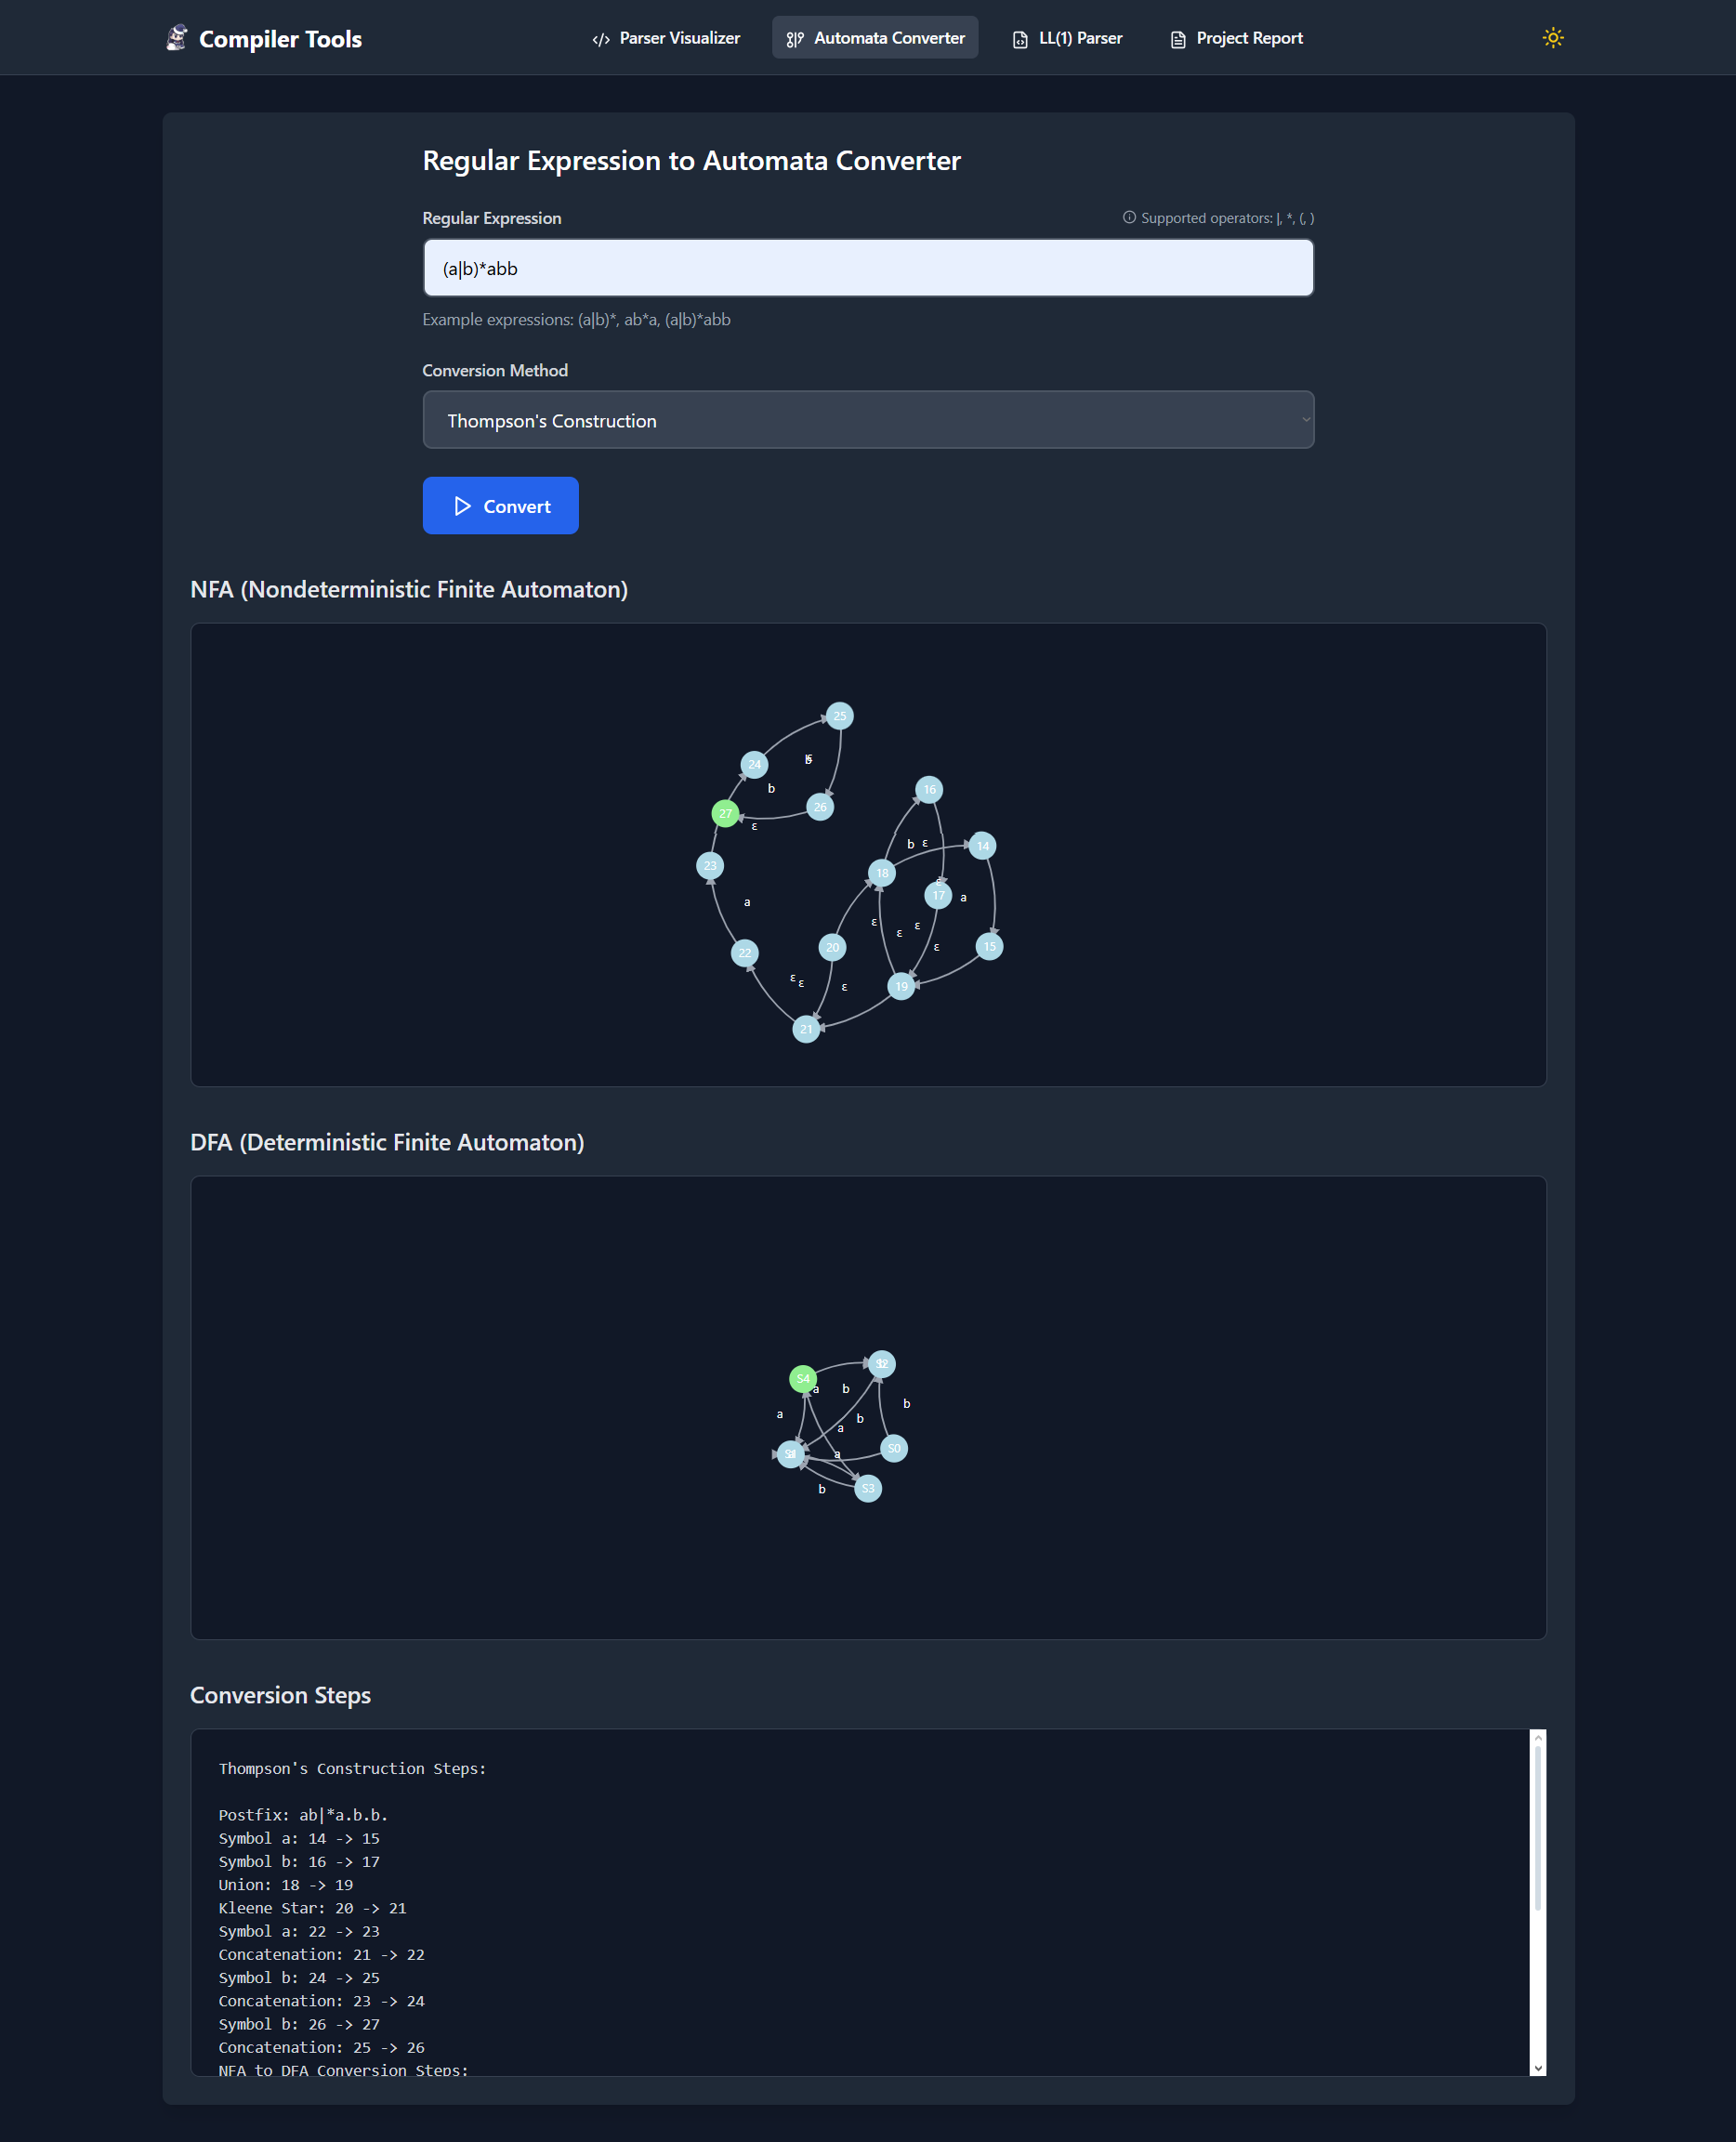 Compiler Tools
Parser Visualizer
Automata Converter
LL(1) Parser
Project Report
Regular Expression to Automata Converter
Regular Expression
Supported operators: |, *, (, )
(a|b)*abb
Example expressions: (a|b)*, ab*a, (a|b)*abb
Conversion Method
Thompson's Construction
Convert
NFA (Nondeterministic Finite Automaton)
25
24
b
16
27
26
ε
14
b ε
23
18
17
a
a
ε
ε
ε
20
ε
15
22
ε
ε
ε
19
21
DFA (Deterministic Finite Automaton)
S4
a
b
b
a
b
a
S0
a
b
S3
Conversion Steps
Thompson's Construction Steps:
Postfix: ab|*a.b.b.
Symbol a: 14 -> 15
Symbol b: 16 -> 17
Union: 18 -> 19
Kleene Star: 20 -> 21
Symbol a: 22 -> 23
Concatenation: 21 -> 22
Symbol b: 24 -> 25
Concatenation: 23 -> 24
Symbol b: 26 -> 27
Concatenation: 25 -> 26
NFA to DFA Conversion Steps: